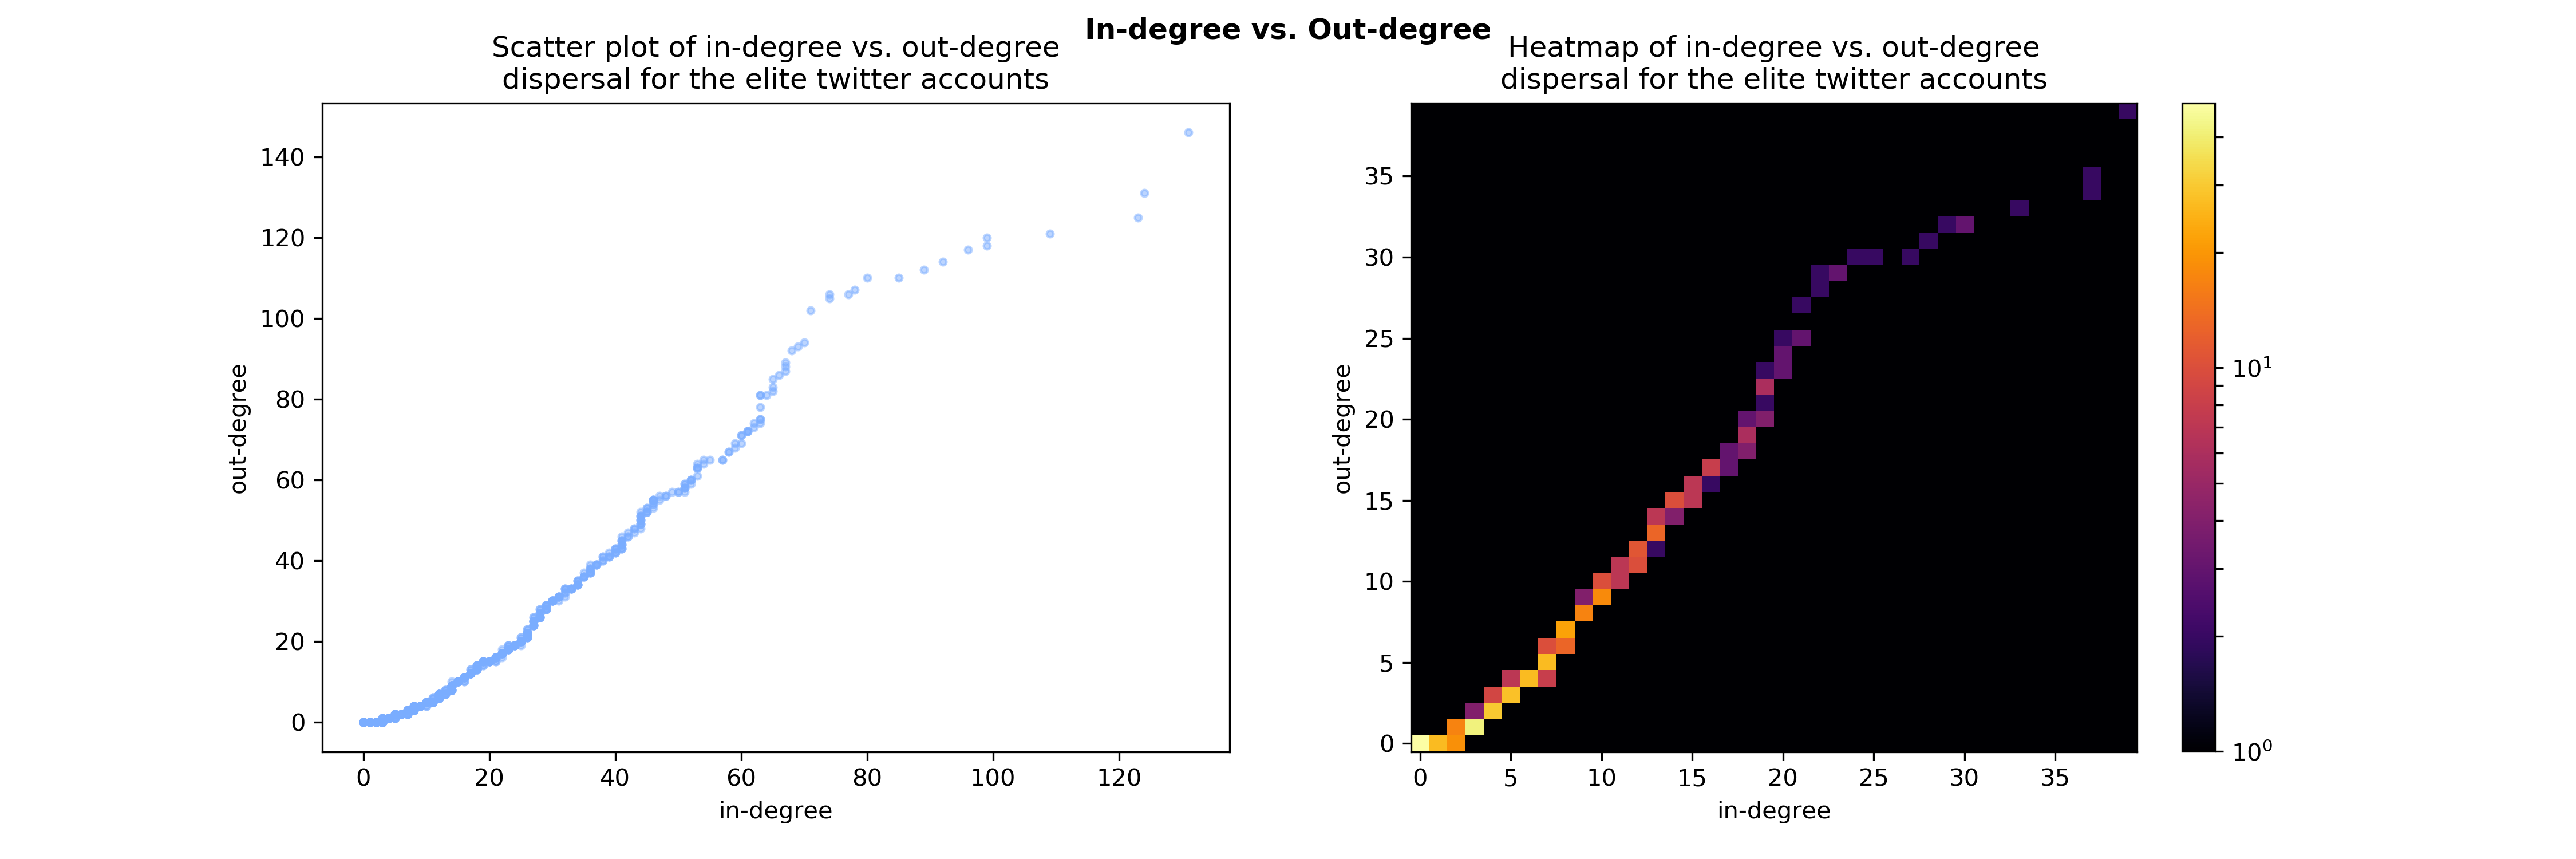 In-degree vs. Out-degree
Scatter plot of in-degree vs. out-degree
dispersal for the elite twitter accounts
140
120
100
80
60
40
20
0
out-degree
0 20 40 60 80 100 120
in-degree
Heatmap of in-degree vs. out-degree
dispersal for the elite twitter accounts
35
30
25
20
15
10
5
0
out-degree
0 5 10 15 20 25 30 35
in-degree
10¹
10⁰